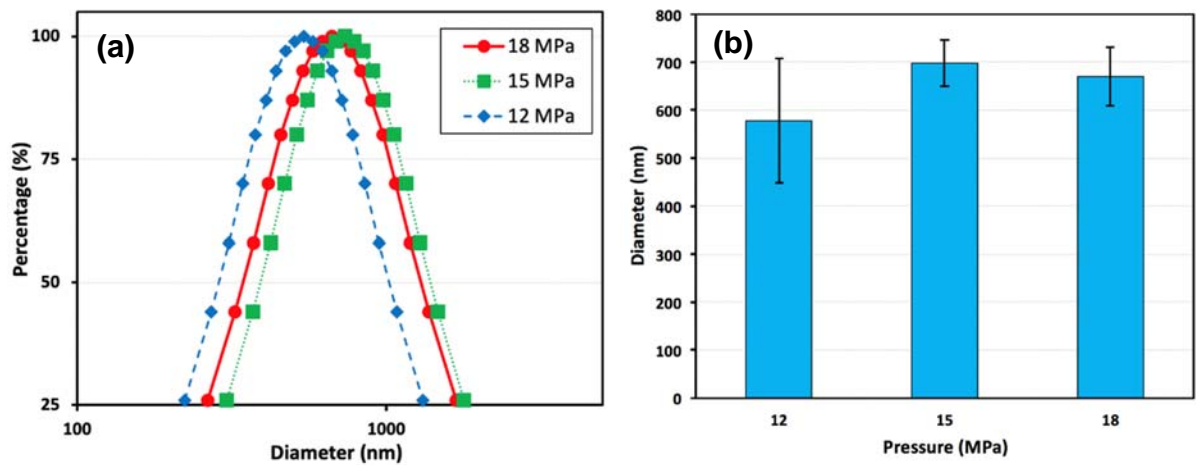 (a)
100
75
50
25
Percentage (%)
100
1000
Diameter (nm)
18 MPa
15 MPa
12 MPa
(b)
800
700
600
500
400
300
200
100
0
Diameter (nm)
12
15
18
Pressure (MPa)